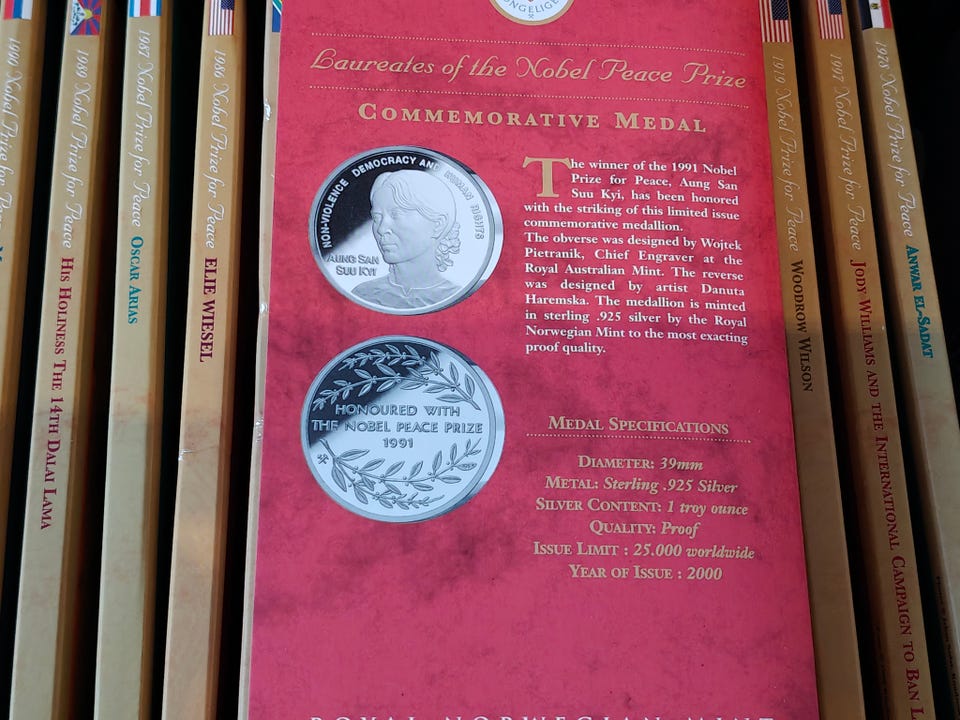 1990 Nobel Prize for Peace
1989 Nobel Prize for Peace HIS HOLINESS THE 14TH DALAI LAMA
1987 Nobel Prize for Peace OSCAR ARIAS
1986 Nobel Prize for Peace ELIE WIESEL
Laureates of the Nobel Peace Prize
COMMEMORATIVE MEDAL
NON-VIOLENCE DEMOCRACY AND HUMAN RIGHTS
AUNG SAN
SUU KYI
The winner of the 1991 Nobel
Prize for Peace, Aung San
Suu Kyi, has been honored
with the striking of this limited issue
commemorative medallion.
The obverse was designed by Wojtek
Pietranik, Chief Engraver at the
Royal Australian Mint. The reverse
was designed by artist Danuta
Haremska. The medallion is minted
in sterling .925 silver by the Royal
Norwegian Mint to the most exacting
proof quality.
HONOURED WITH
THE NOBEL PEACE PRIZE
1991
MEDAL SPECIFICATIONS
DIAMETER: 39mm
METAL: Sterling .925 Silver
SILVER CONTENT: 1 troy ounce
QUALITY: Proof
ISSUE LIMIT : 25.000 worldwide
YEAR OF ISSUE : 2000
ROYAL NORWEGIAN MINT
1919 Nobel Prize for Peace WOODROW WILSON
1997 Nobel Prize for Peace JODY WILLIAMS AND THE INTERNATIONAL CAMPAIGN TO BAN
1978 Nobel Prize for Peace ANWAR EL-SADAT